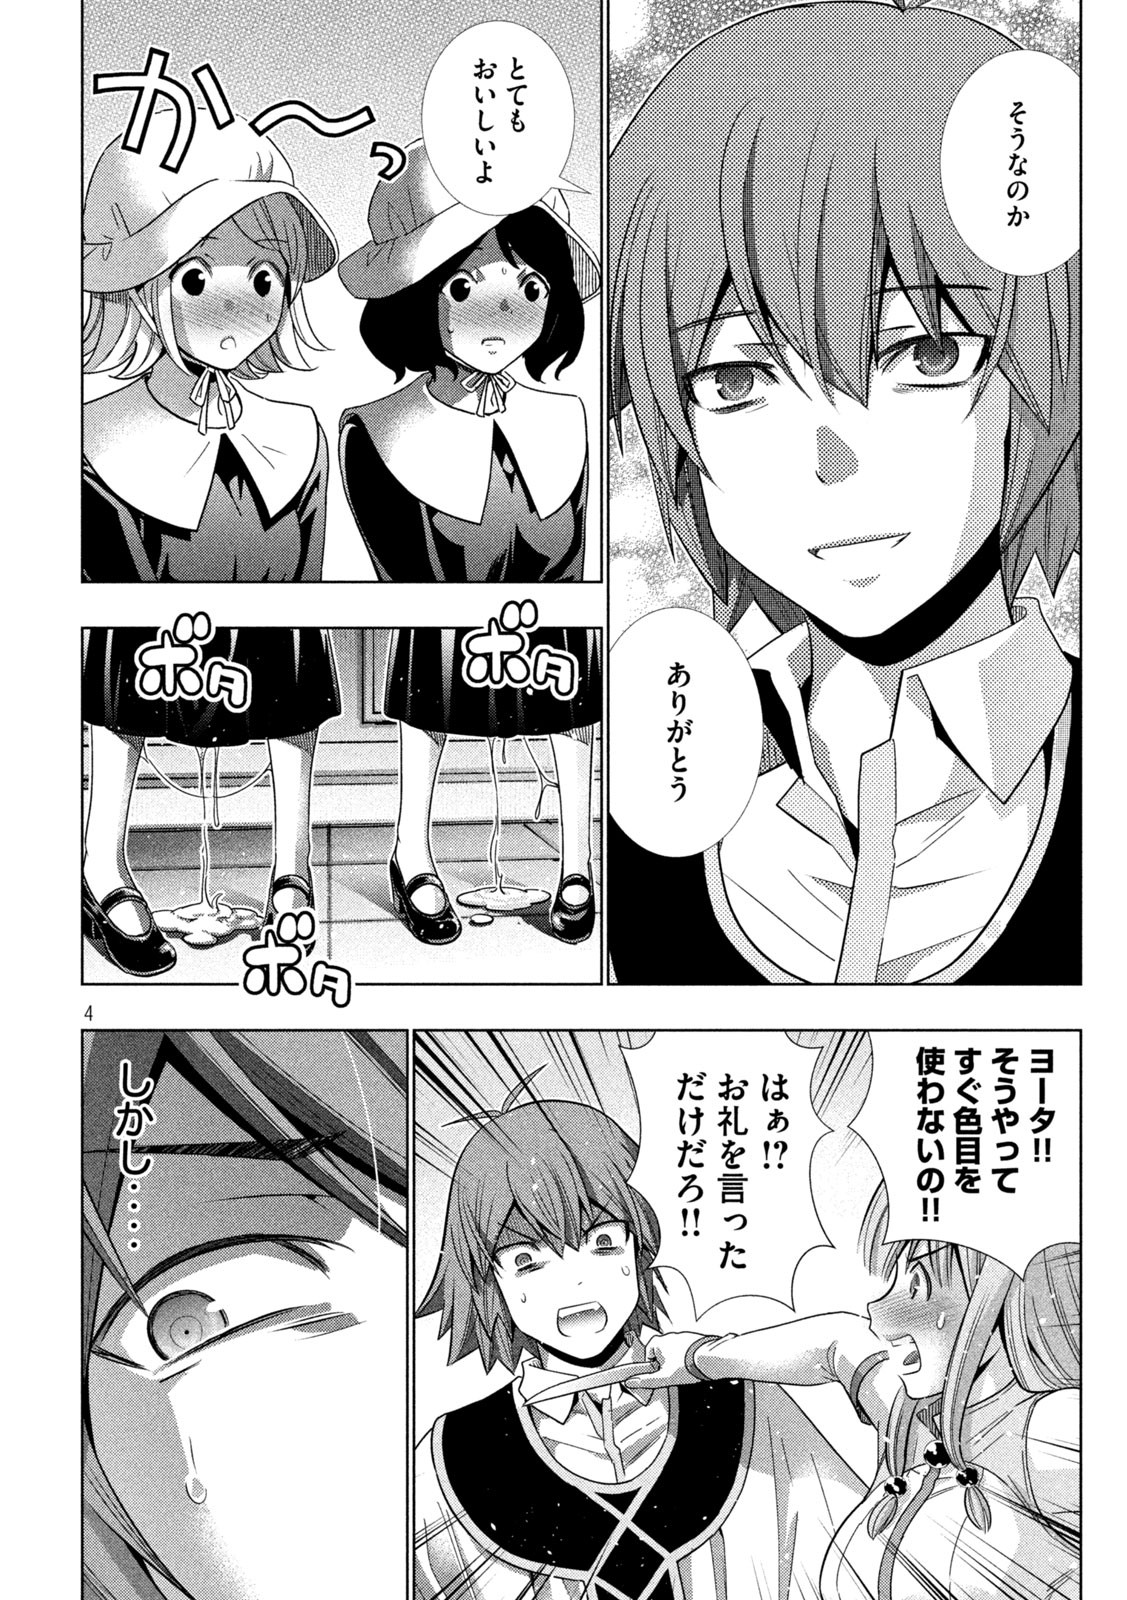 そうなのか
ありがとう
とても
おいしいよ
か〜っ
ボタ
ボタ
ボタ
4
ヨータ!!
そうやって
すぐ色目を
使わないの!!
はぁ!?
お礼を言った
だけだろ!!
しかし‥‥